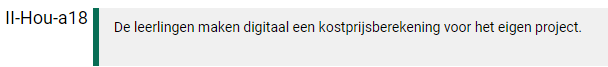 II-Hou-a18
De leerlingen maken digitaal een kostprijsberekening voor het eigen project.